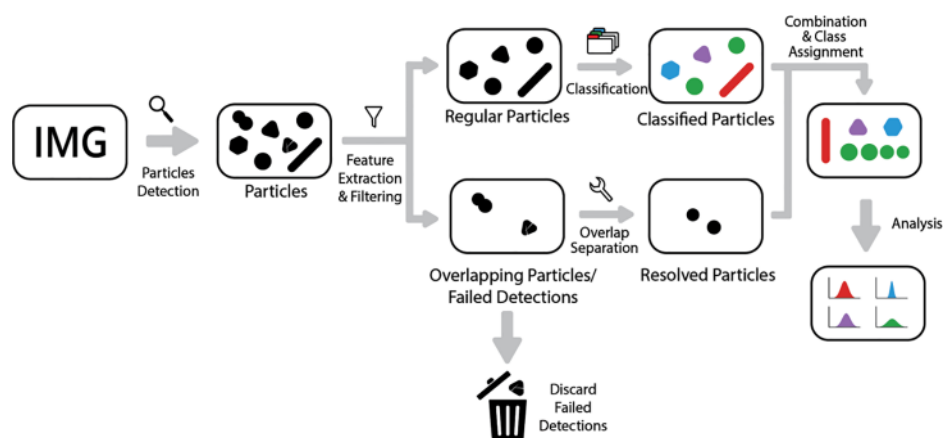 IMG
Particles
Detection
Particles
Feature
Extraction
& Filtering
Regular Particles
Classification
Classified Particles
Combination
& Class
Assignment
Overlapping Particles/
Failed Detections
Overlap
Separation
Resolved Particles
Analysis
Discard
Failed
Detections